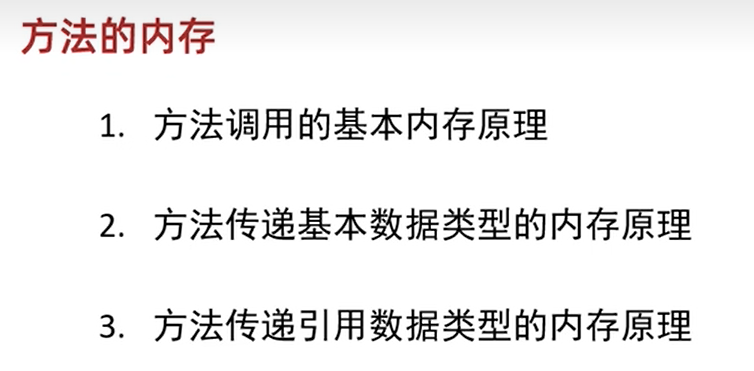 方法的内存
1. 方法调用的基本内存原理
2. 方法传递基本数据类型的内存原理
3. 方法传递引用数据类型的内存原理